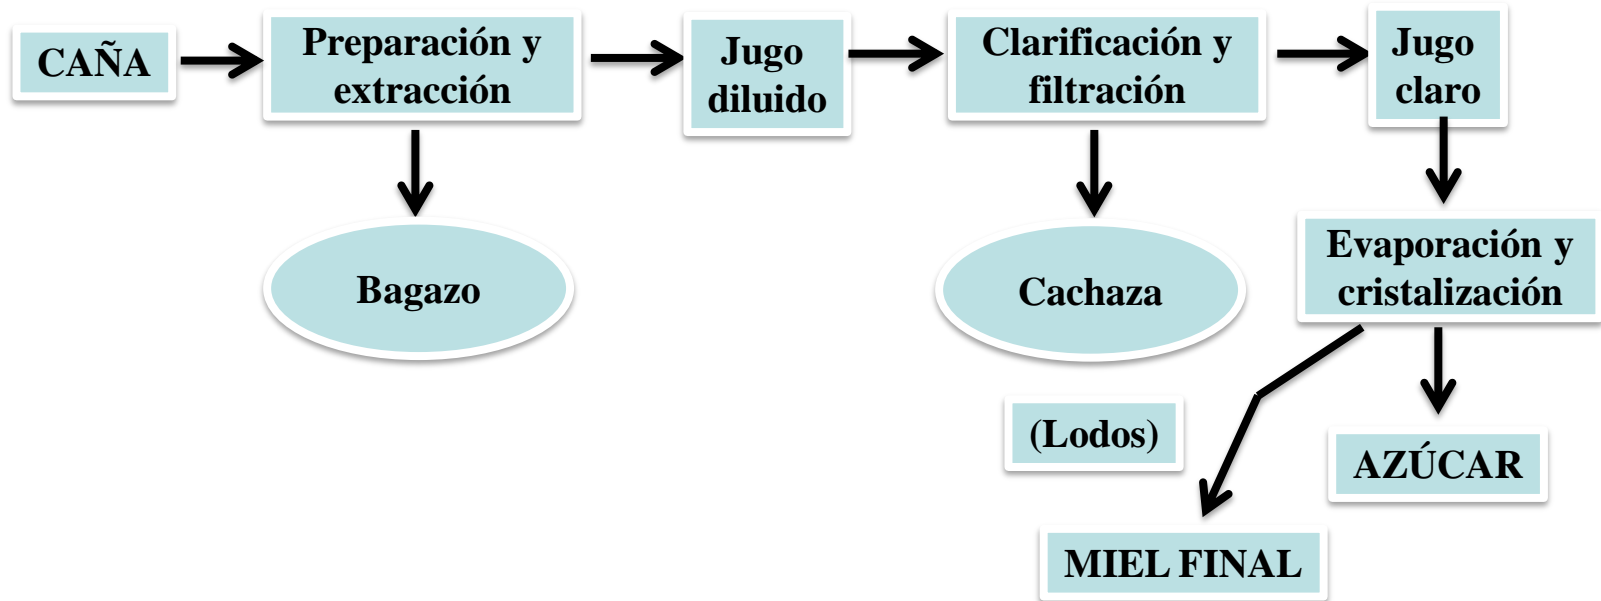 CAÑA
Preparación y
extracción
Jugo
diluido
Clarificación y
filtración
Jugo
claro
Bagazo
Cachaza
Evaporación y
cristalización
(Lodos)
AZÚCAR
MIEL FINAL